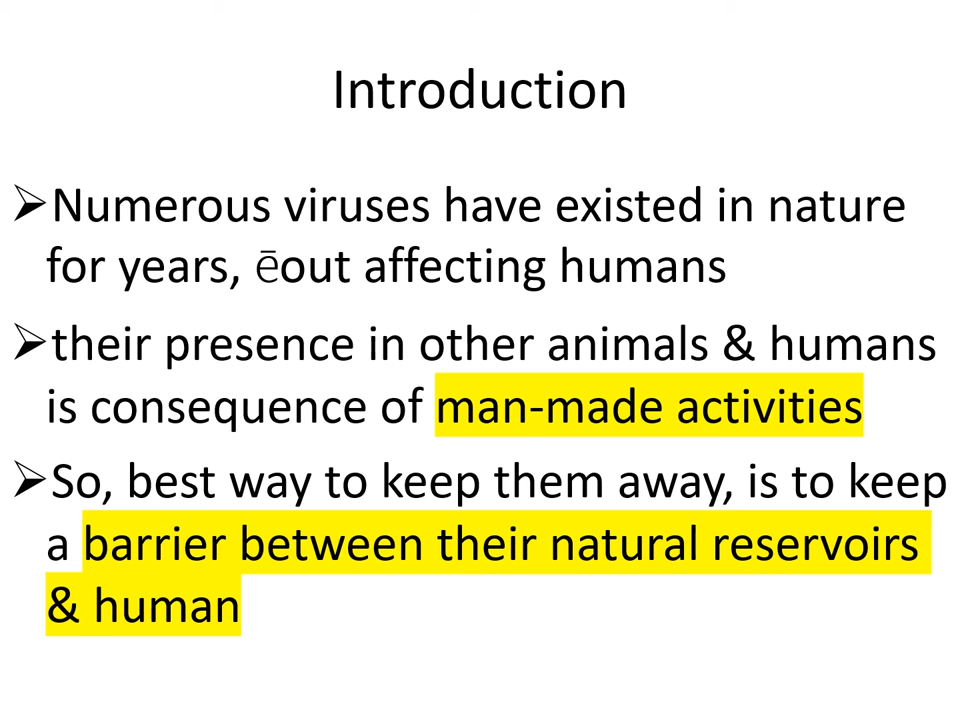 Introduction
➢Numerous viruses have existed in nature
for years, ēout affecting humans
➢their presence in other animals & humans
is consequence of man-made activities
➢So, best way to keep them away, is to keep
a barrier between their natural reservoirs
& human